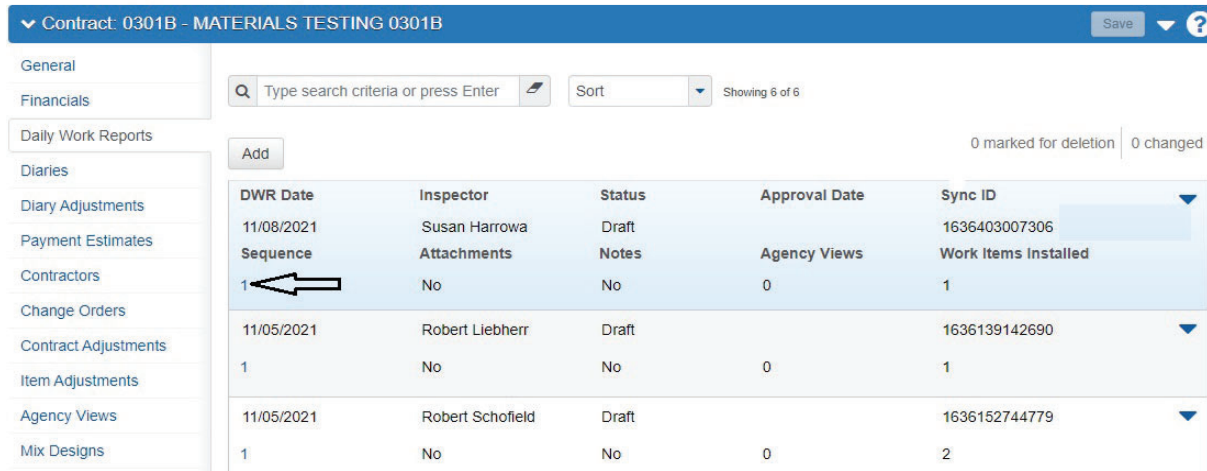 Contract: 0301B - MATERIALS TESTING 0301B
Save
?
General
Financials
Daily Work Reports
Diaries
Diary Adjustments
Payment Estimates
Contractors
Change Orders
Contract Adjustments
Item Adjustments
Agency Views
Mix Designs
Type search criteria or press Enter
Sort
Showing 6 of 6
Add
0 marked for deletion 0 changed
DWR Date Inspector Status Approval Date Sync ID
11/08/2021 Susan Harrowa Draft 1636403007306
Sequence Attachments Notes Agency Views Work Items Installed
1 No No 0 1
11/05/2021 Robert Liebherr Draft 1636139142690
1 No No 0 1
11/05/2021 Robert Schofield Draft 1636152744779
1 No No 0 2